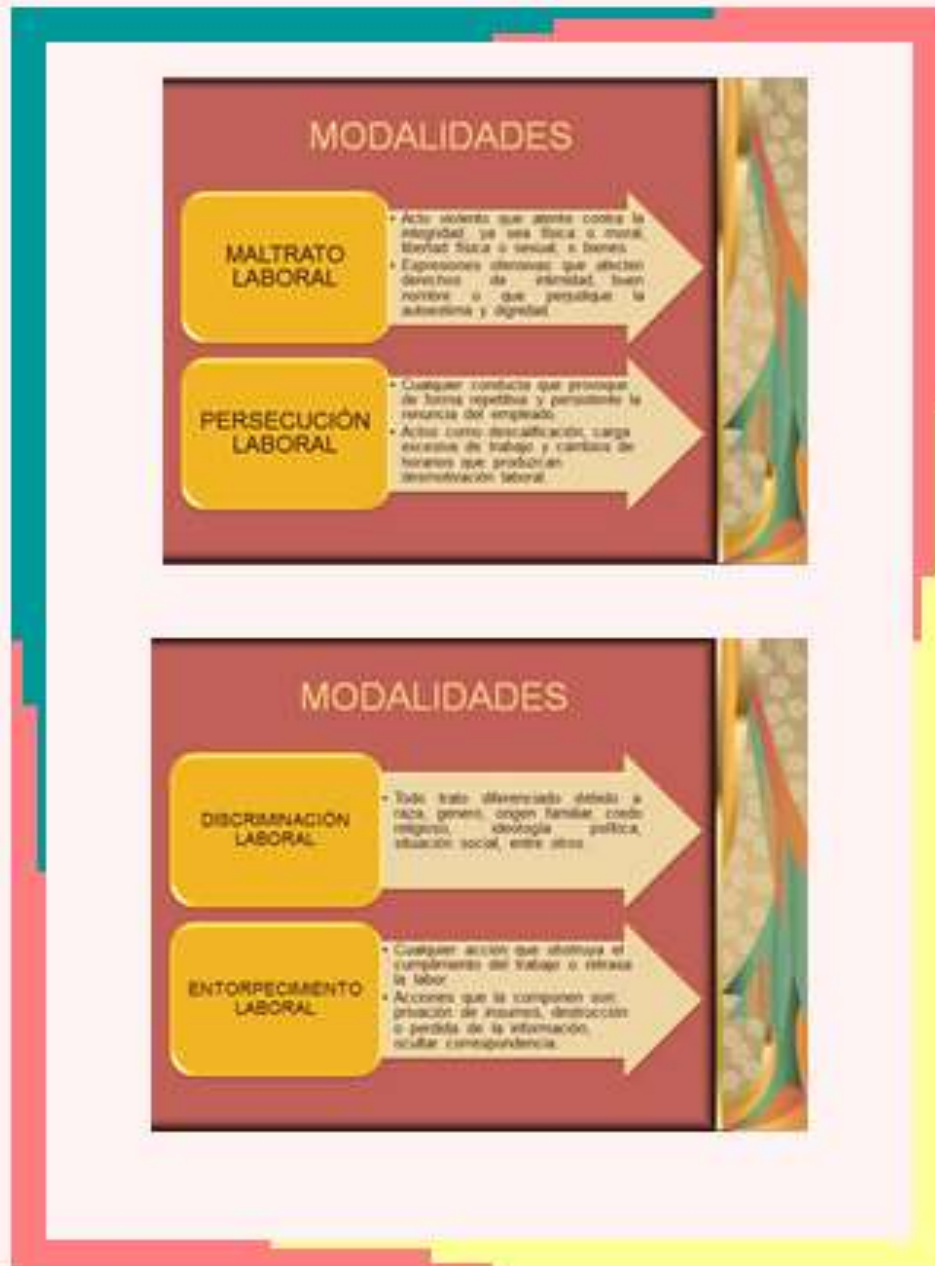 MODALIDADES
MALTRATO
LABORAL
• Acto violento que atente contra la
integridad, ya sea física o moral,
libertad física o sexual, o bienes.
• Expresiones ofensivas que afecten
derechos de intimidad, buen
nombre o que perjudique la
autoestima y dignidad.
PERSECUCIÓN
LABORAL
• Cualquier conducta que provoque
de forma repetitiva y persistente la
renuncia del empleado.
• Actos como descalificación, carga
excesiva de trabajo y cambios de
horarios que produzcan
desmotivación laboral.
MODALIDADES
DISCRIMINACIÓN
LABORAL
• Todo trato diferenciado debido a
raza, genero, origen familiar, credo
religioso, ideología política,
situación social, entre otros.
ENTORPECIMIENTO
LABORAL
• Cualquier acción que obstruya el
cumplimiento del trabajo o retrasa
la labor.
• Acciones que la componen son:
privación de insumos, destrucción
o perdida de la información,
ocultar correspondencia.